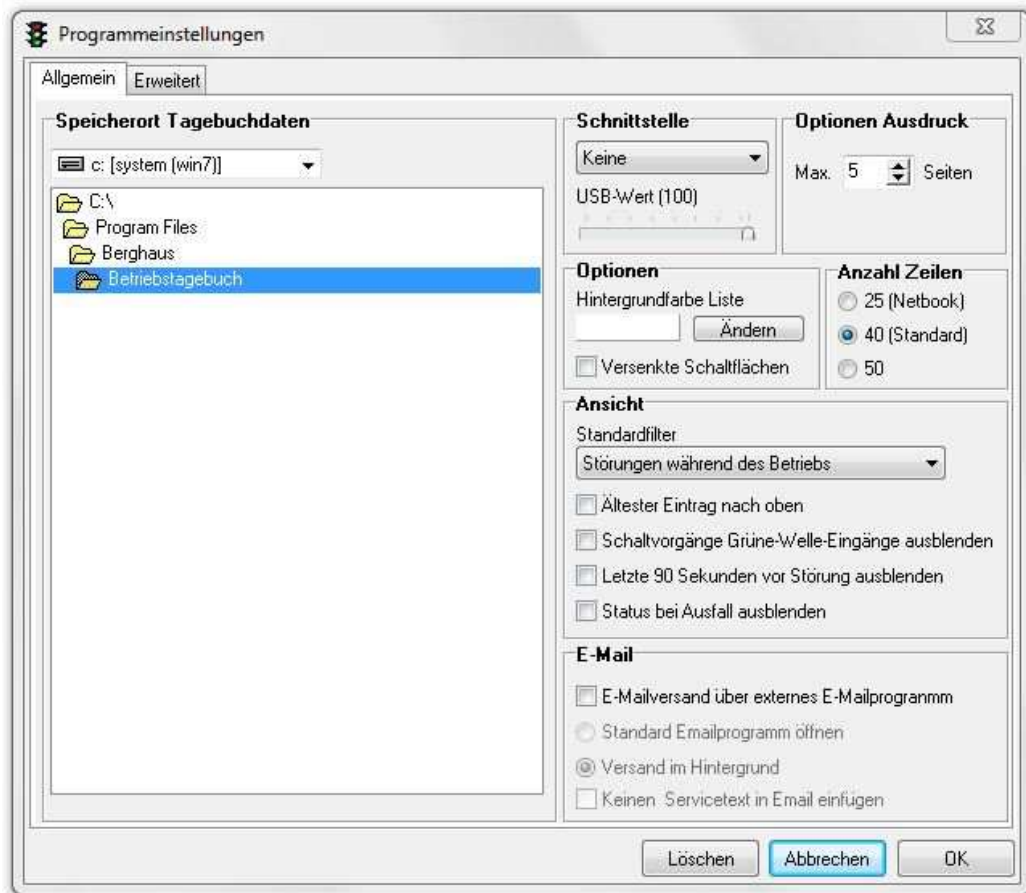 Programmeinstellungen
Allgemein
Erweitert
Speicherort Tagebuchdaten
c: [system (win7)]
C:\
Program Files
Berghaus
Betriebstagebuch
Schnittstelle
Keine
USB-Wert (100)
Optionen Ausdruck
Max. 5 Seiten
Optionen
Hintergrundfarbe Liste
Ändern
Versenkte Schaltflächen
Anzahl Zeilen
25 (Netbook)
40 (Standard)
50
Ansicht
Standardfilter
Störungen während des Betriebs
Ältester Eintrag nach oben
Schaltvorgänge Grüne-Welle-Eingänge ausblenden
Letzte 90 Sekunden vor Störung ausblenden
Status bei Ausfall ausblenden
E-Mail
E-Mailversand über externes E-Mailprogranmm
Standard Emailprogramm öffnen
Versand im Hintergrund
Keinen Servicetext in Email einfügen
Löschen
Abbrechen
OK